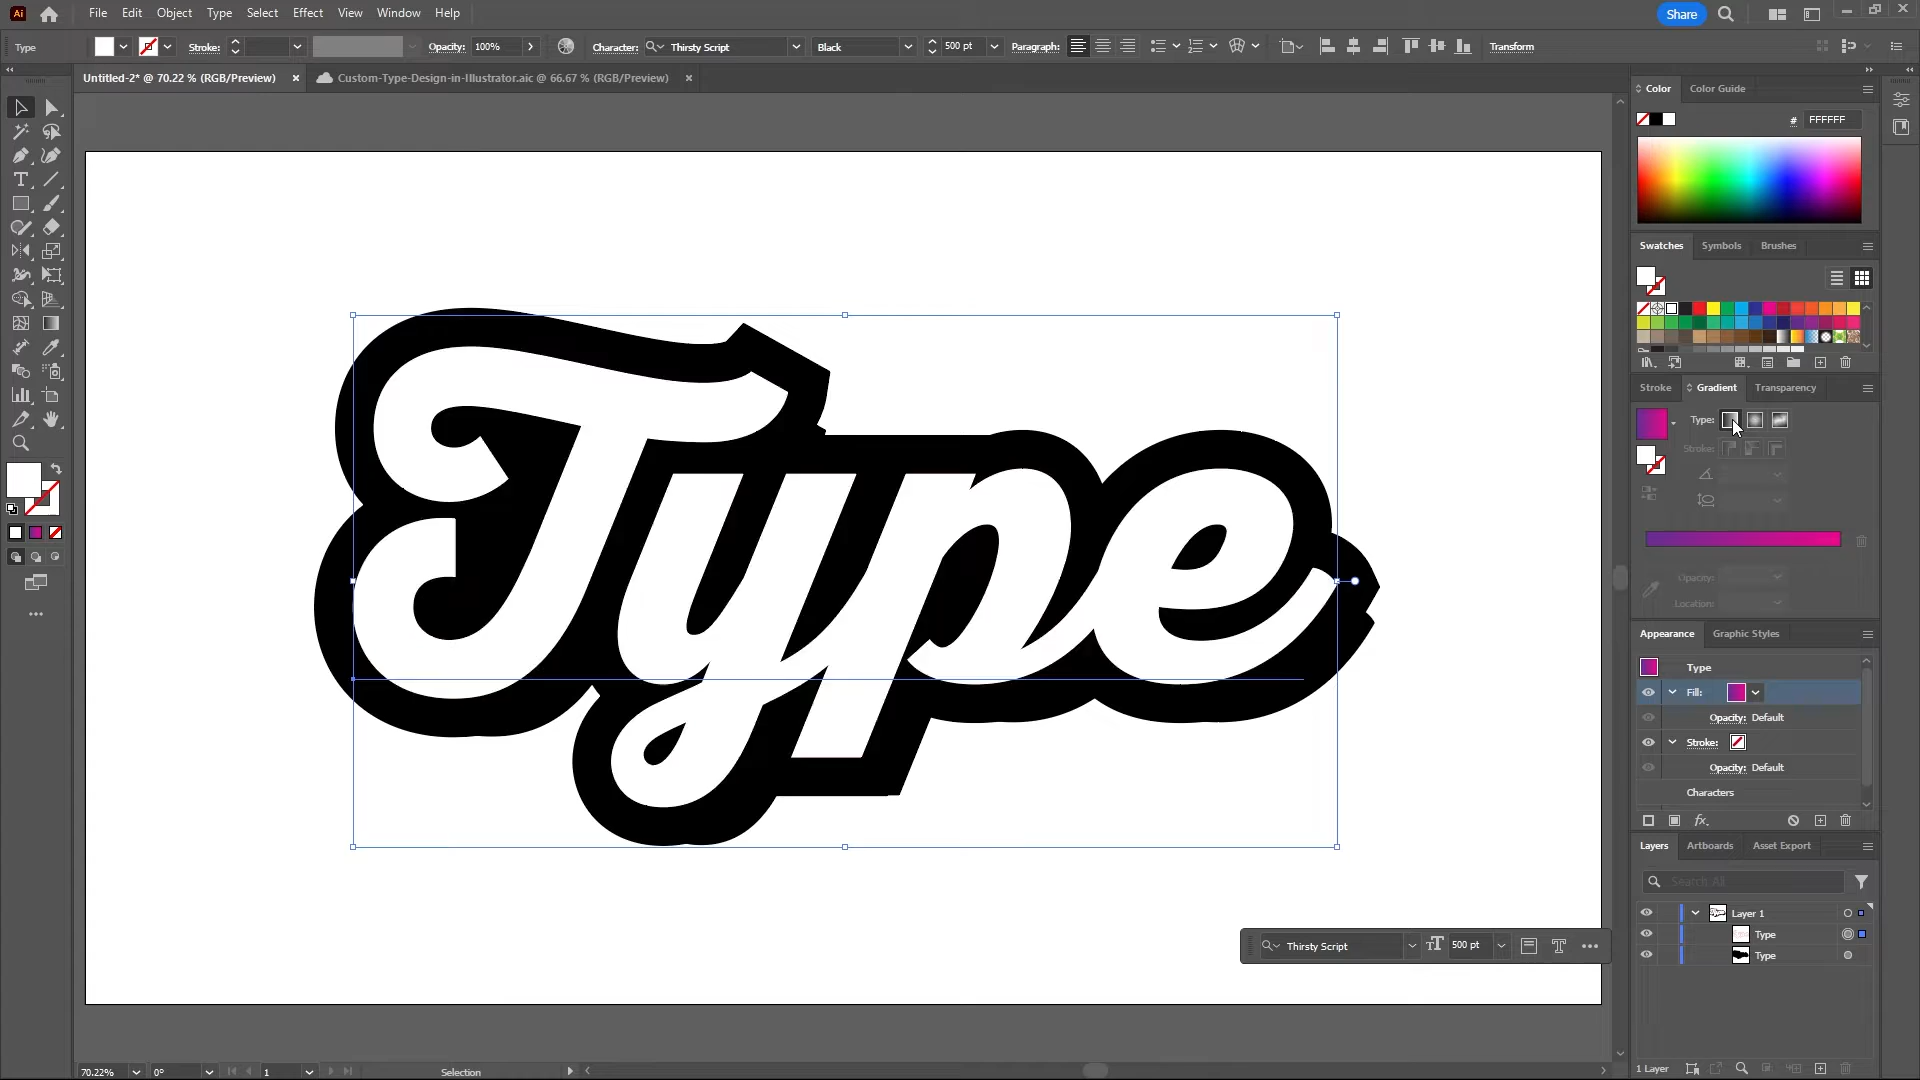 Ai File Edit Object Type Select Effect View Window Help Share
Type Stroke: Opacity: 100% Character: Thirsty Script Black 500 pt Paragraph: Transform
Untitled-2* @ 70.22 % (RGB/Preview) × Custom-Type-Design-in-Illustrator.aic @ 66.67 % (RGB/Preview) ×
Color Color Guide
# FFFFFF
Swatches Symbols Brushes
Stroke Gradient Transparency
Type:
Stroke:
Opacity:
Location:
Appearance Graphic Styles
Type
Fill:
Opacity: Default
Stroke:
Opacity: Default
Characters
fx
Layers Artboards Asset Export
Search All
Layer 1
Type
Type
1 Layer
Type
Thirsty Script 500 pt
70.22% 0° 1 Selection